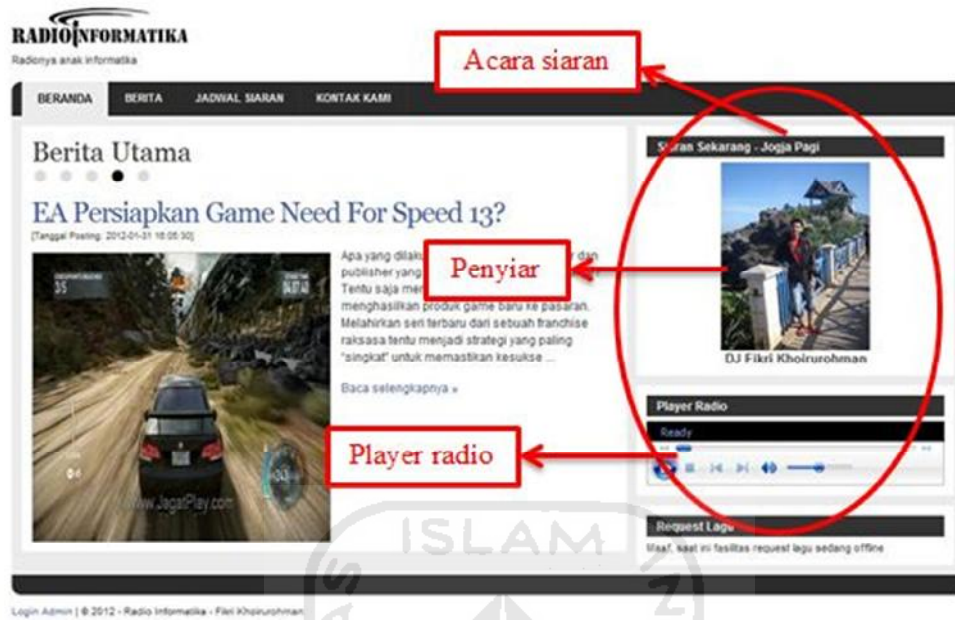 RADIOINFORMATIKA
Radionya anak informatika
BERANDA BERITA JADWAL SIARAN KONTAK KAMI
Acara siaran
Berita Utama
EA Persiapkan Game Need For Speed 13?
[Tanggal Posting: 2012-01-31 16:05:30]
Apa yang dan
publisher yang
Tentu saja
menghasilkan produk game baru ke pasaran.
Melahirkan seri terbaru dari sebuah franchise
raksasa tentu menjadi strategi yang paling
"singkat" untuk memastikan kesukse ...
Baca selengkapnya »
3/5
www.JagatPlay.com
Penyiar
Player radio
Siaran Sekarang - Jogja Pagi
DJ Fikri Khoirurohman
Player Radio
Ready
Request Lagu
Maaf, saat ini fasilitas request lagu sedang offline
ISLAM
Login Admin | © 2012 - Radio Informatika - Fikri Khoirurohman